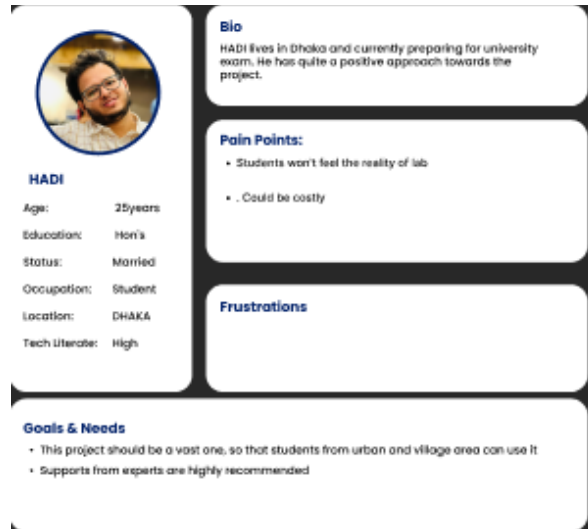 HADI
Age: 25years
Education: Hon's
Status: Married
Occupation: Student
Location: DHAKA
Tech Literate: High
Bio
HADI lives in Dhaka and currently preparing for university
exam. He has quite a positive approach towards the
project.
Pain Points:
• Students won't feel the reality of lab
• . Could be costly
Frustrations
Goals & Needs
• This project should be a vast one, so that students from urban and village area can use it
• Supports from experts are highly recommended